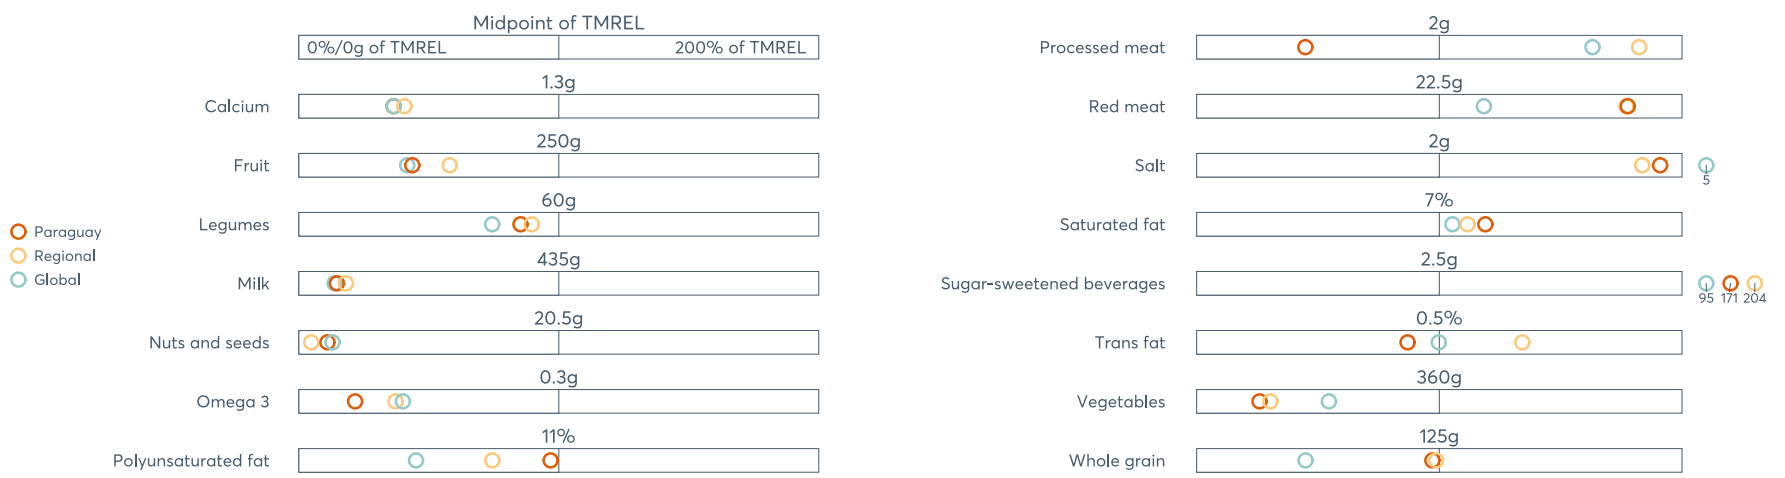 Midpoint of TMREL
0%/0g of TMREL 200% of TMREL
1.3g
Calcium
250g
Fruit
60g
Legumes
435g
Milk
20.5g
Nuts and seeds
0.3g
Omega 3
11%
Polyunsaturated fat
Paraguay
Regional
Global
2g
Processed meat
22.5g
Red meat
2g
Salt
5
7%
Saturated fat
2.5g
Sugar-sweetened beverages
95 171 204
0.5%
Trans fat
360g
Vegetables
125g
Whole grain